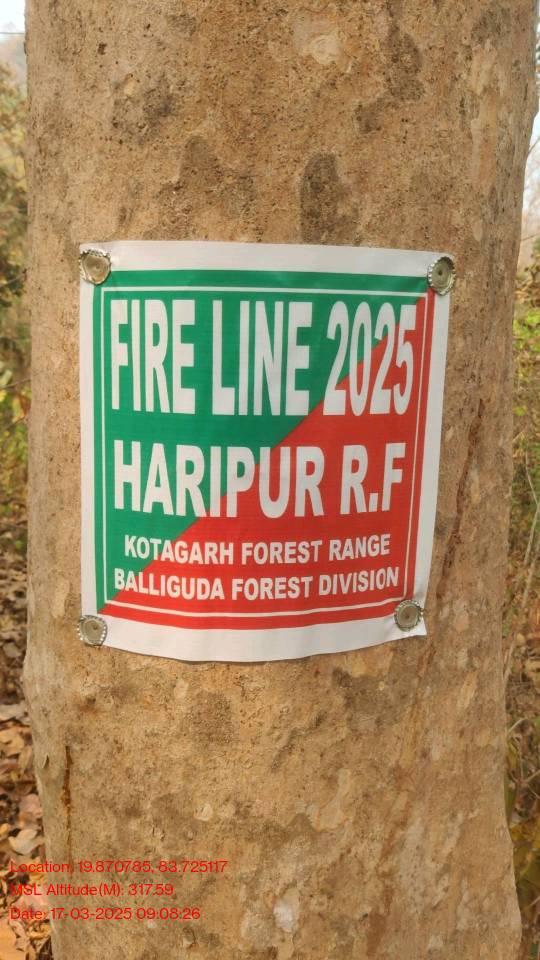 FIRE LINE 2025
HARIPUR R.F
KOTAGARH FOREST RANGE
BALLIGUDA FOREST DIVISION
Location: 19.870785, 83.725117
MSL Altitude(M): 317.59
Date: 17-03-2025 09:08:26